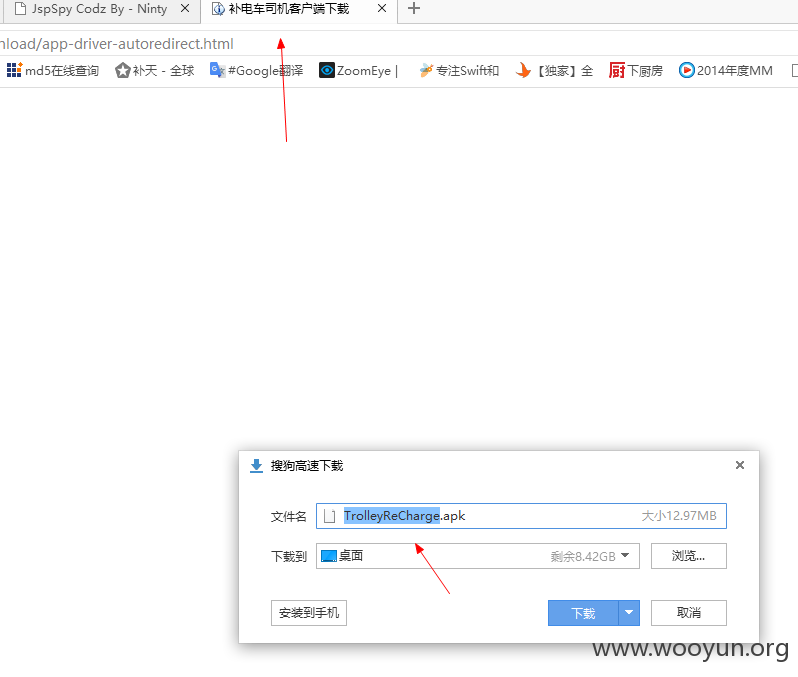 JspSpy Codz By - Ninty
补电车司机客户端下载
nload/app-driver-autoredirect.html
md5在线查询
补天 - 全球
#Google翻译
ZoomEye |
专注Swift和
【独家】全
下厨房
2014年度MM
搜狗高速下载
文件名
TrolleyReCharge.apk
大小12.97MB
下载到
桌面
剩余8.42GB
浏览...
安装到手机
下载
取消
www.wooyun.org